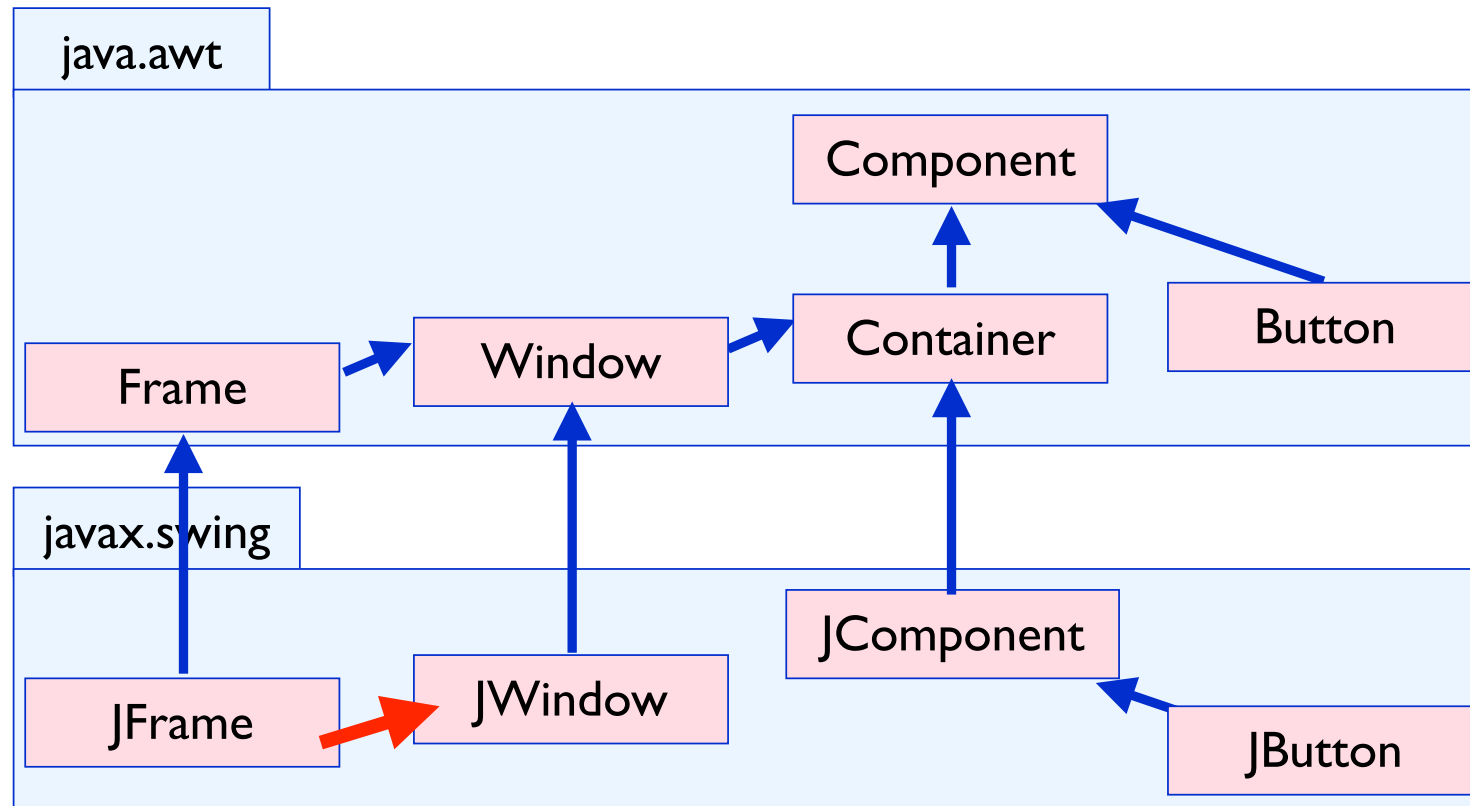 java.awt
Component
Button
Container
Window
Frame
javax.swing
JComponent
JWindow
JFrame
JButton